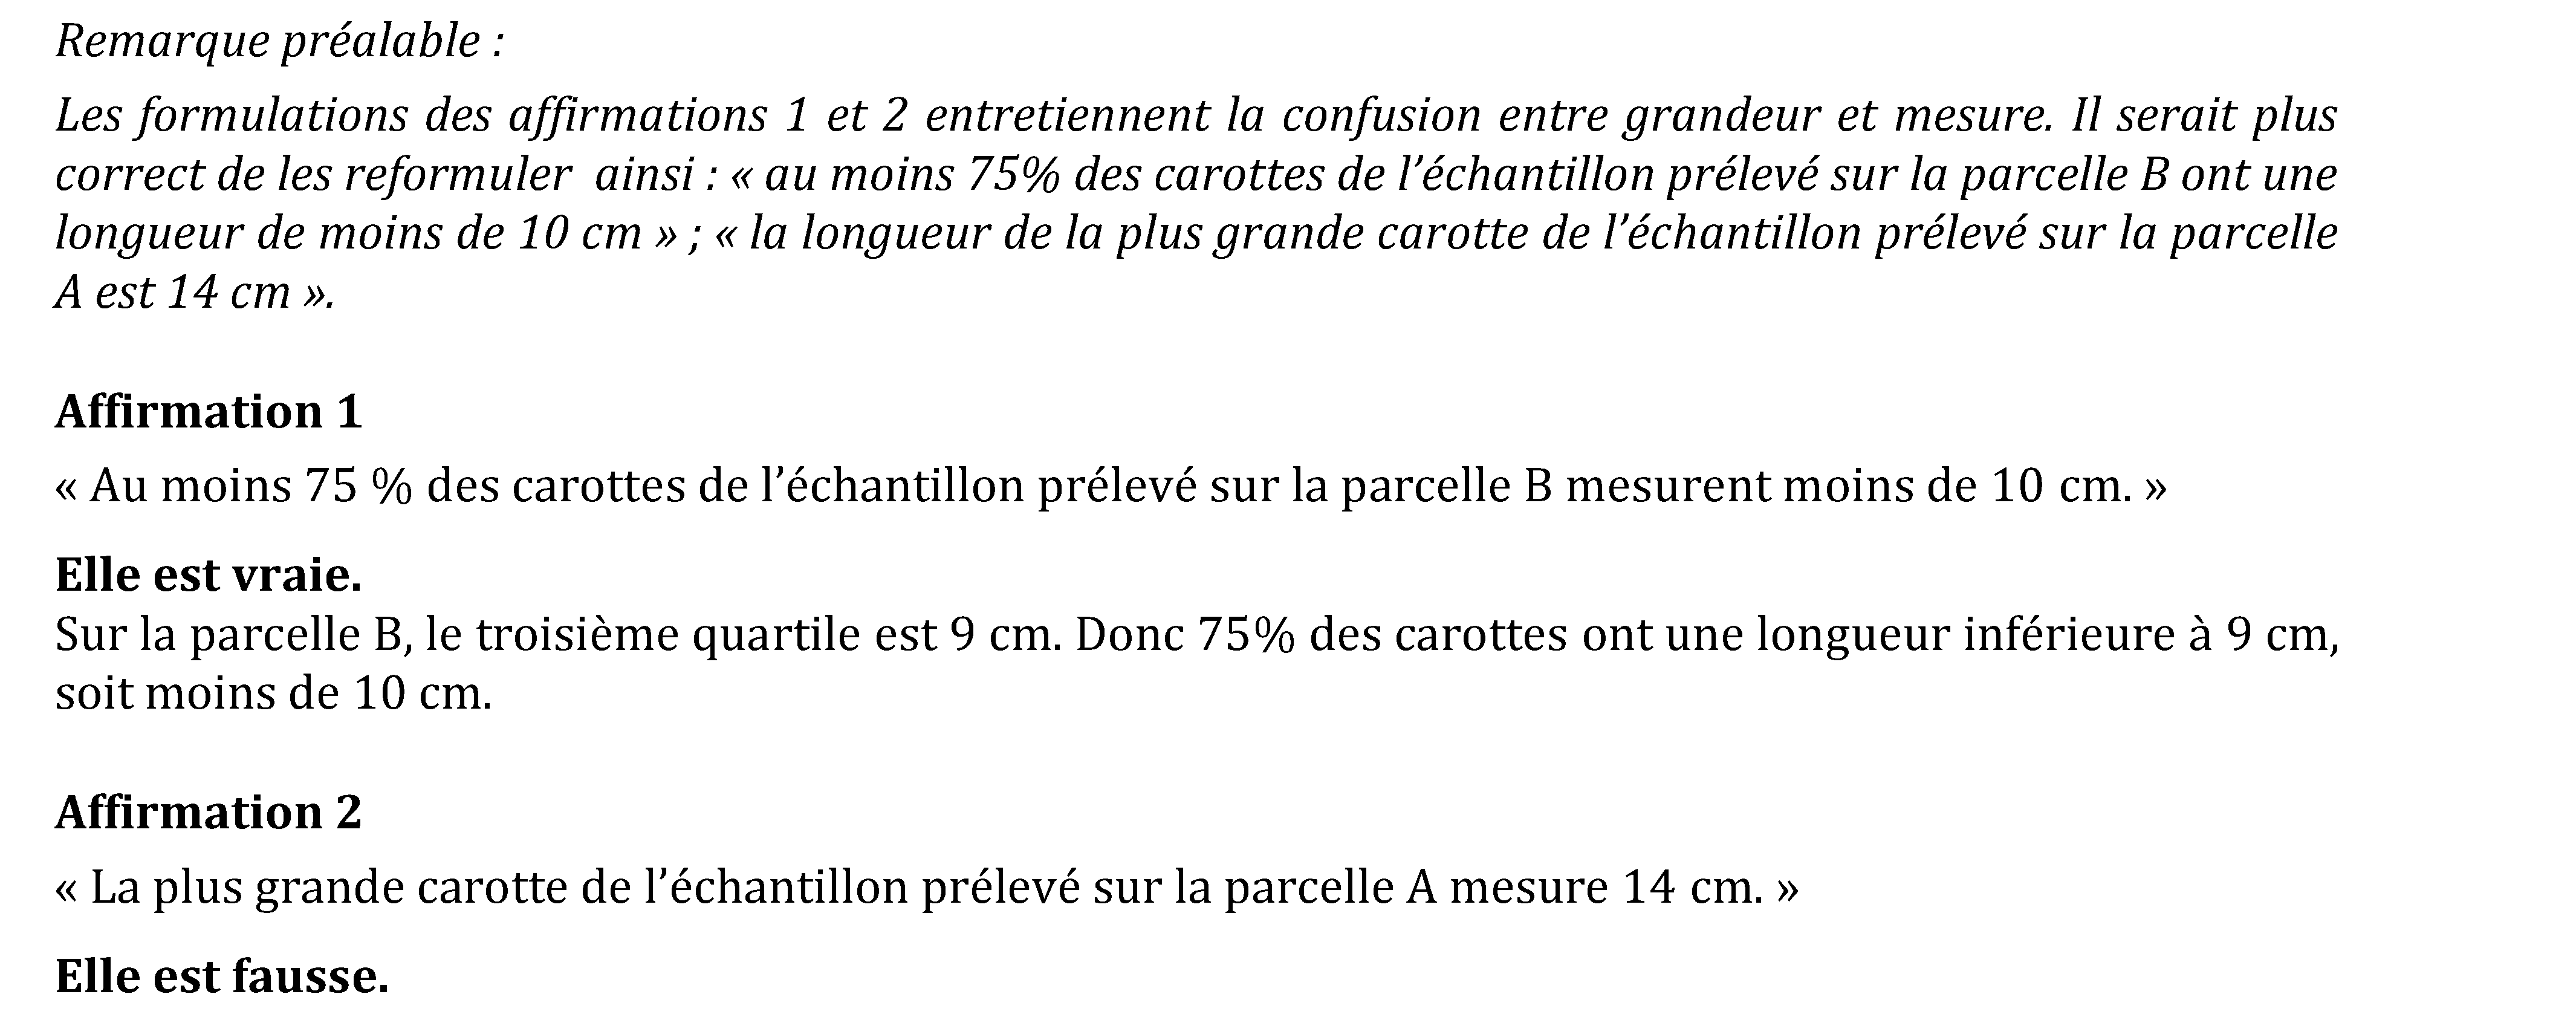 Remarque préalable :
Les formulations des affirmations 1 et 2 entretiennent la confusion entre grandeur et mesure. Il serait plus
correct de les reformuler  ainsi : « au moins 75% des carottes de l’échantillon prélevé sur la parcelle B ont une
longueur de moins de 10 cm » ; « la longueur de la plus grande carotte de l’échantillon prélevé sur la parcelle
A est 14 cm ».
Affirmation 1
« Au moins 75 % des carottes de l’échantillon prélevé sur la parcelle B mesurent moins de 10 cm. »
Elle est vraie.
Sur la parcelle B, le troisième quartile est 9 cm. Donc 75% des carottes ont une longueur inférieure à 9 cm,
soit moins de 10 cm.
Affirmation 2
« La plus grande carotte de l’échantillon prélevé sur la parcelle A mesure 14 cm. »
Elle est fausse.